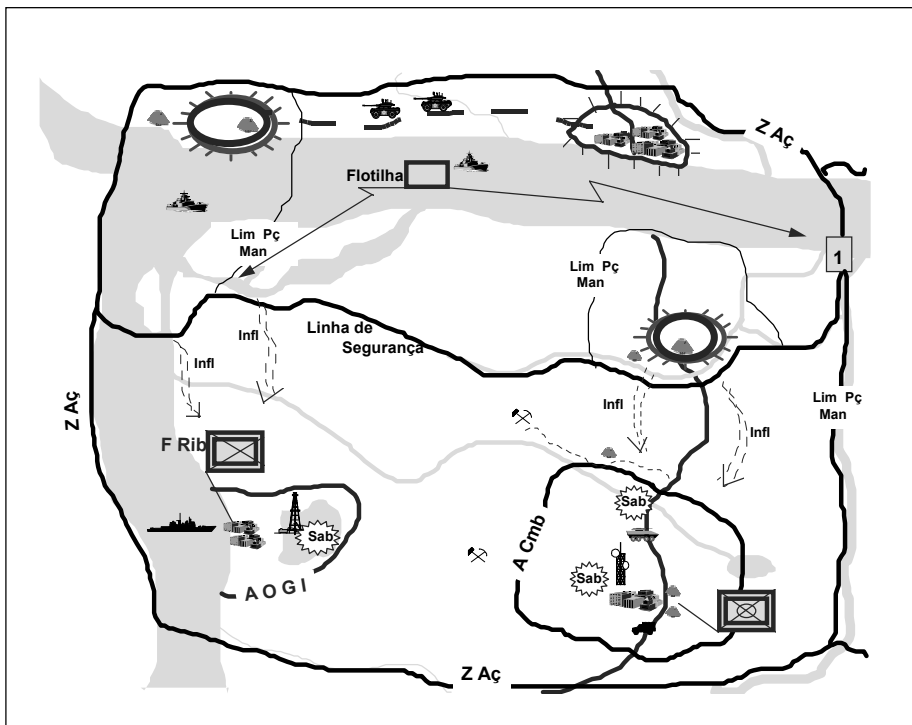 Z Aç
Flotilha
Lim Pç
Man
1
Lim Pç
Man
Linha de
Segurança
Infl
Infl
Lim Pç
Man
Z Aç
Infl
Infl
F Rib
Sab
A Cmb
Sab
A O G I
Sab
Z Aç